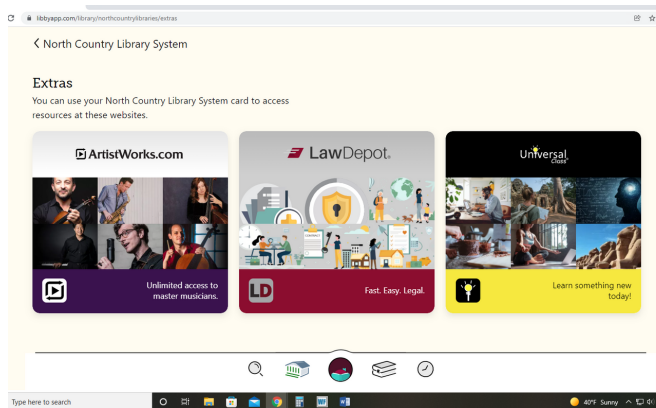 libbyapp.com/library/northcountrylibraries/extras
North Country Library System
Extras
You can use your North Country Library System card to access
resources at these websites.
ArtistWorks.com
LawDepot.
Universal
Class
Unlimited access to
master musicians.
LD
Fast. Easy. Legal.
Learn something new
today!
Type here to search
40°F Sunny